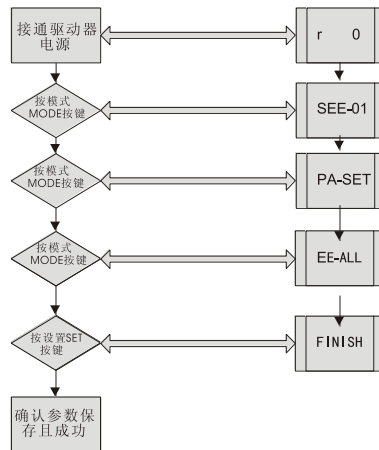 接通驱动器
电源
r 0
按模式
MODE按键
SEE-01
按模式
MODE按键
PA-SET
按模式
MODE按键
EE-ALL
按设置SET
按键
FINISH
确认参数保
存且成功